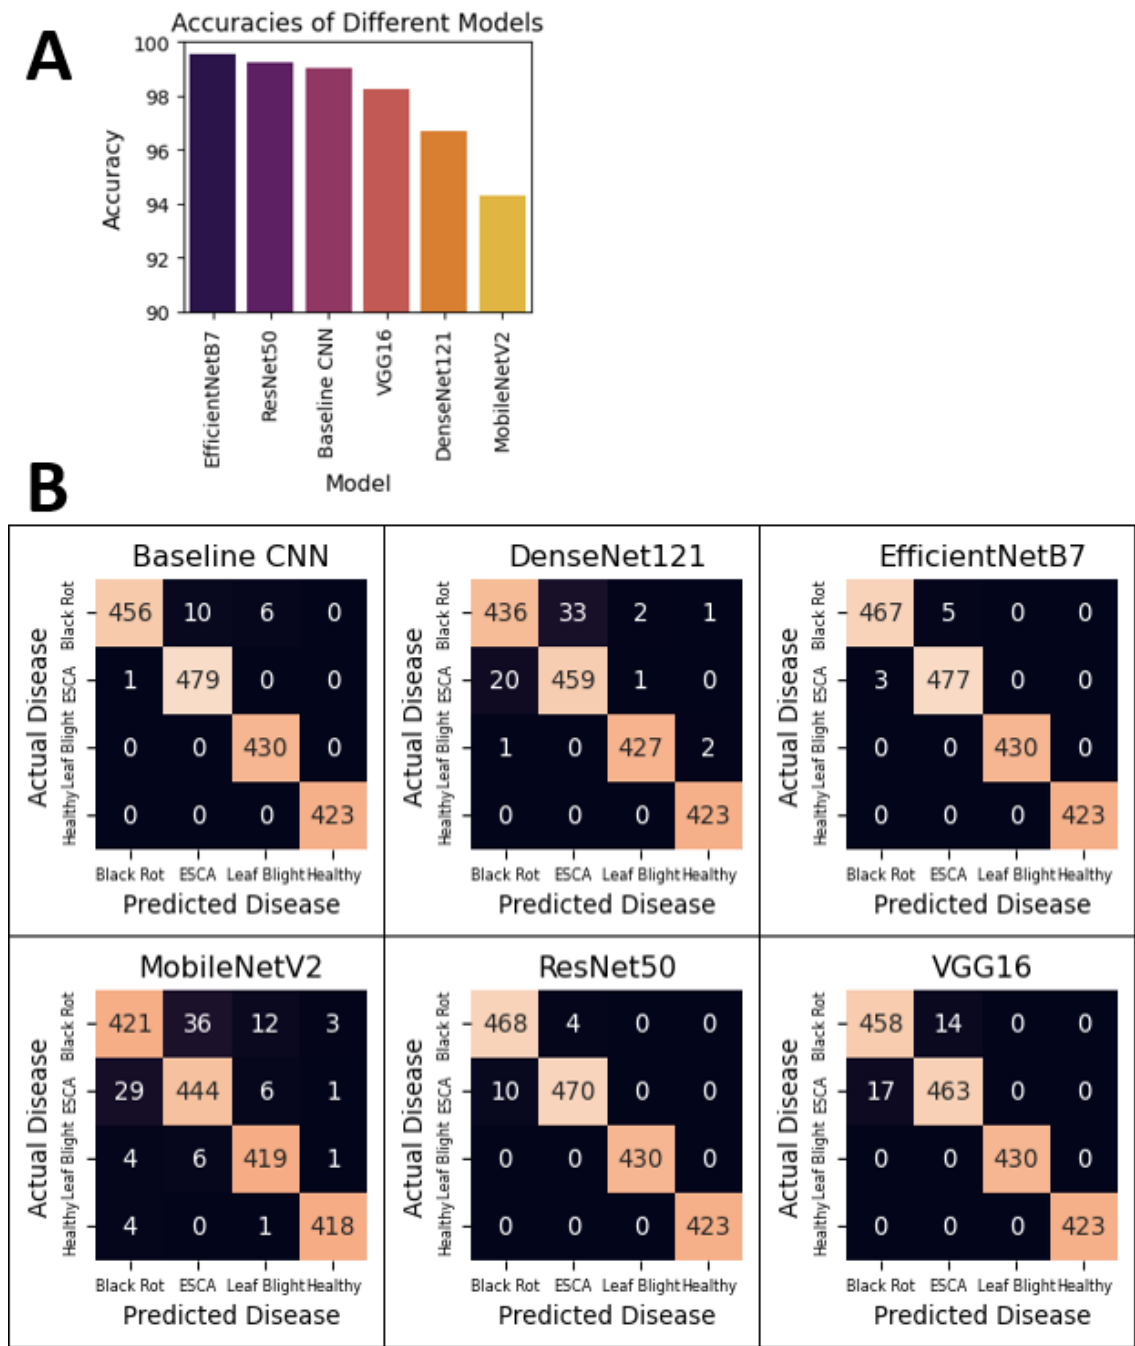 A
Accuracies of Different Models
100
98
96
94
92
90
Accuracy
EfficientNetB7
ResNet50
Baseline CNN
VGG16
DenseNet121
MobileNetV2
Model
B
Baseline CNN
Actual Disease
Black Rot
ESCA
Leaf Blight
Healthy
456 10 6 0
1 479 0 0
0 0 430 0
0 0 0 423
Black Rot ESCA Leaf Blight Healthy
Predicted Disease
DenseNet121
Actual Disease
Black Rot
ESCA
Leaf Blight
Healthy
436 33 2 1
20 459 1 0
1 0 427 2
0 0 0 423
Black Rot ESCA Leaf Blight Healthy
Predicted Disease
EfficientNetB7
Actual Disease
Black Rot
ESCA
Leaf Blight
Healthy
467 5 0 0
3 477 0 0
0 0 430 0
0 0 0 423
Black Rot ESCA Leaf Blight Healthy
Predicted Disease
MobileNetV2
Actual Disease
Black Rot
ESCA
Leaf Blight
Healthy
421 36 12 3
29 444 6 1
4 6 419 1
4 0 1 418
Black Rot ESCA Leaf Blight Healthy
Predicted Disease
ResNet50
Actual Disease
Black Rot
ESCA
Leaf Blight
Healthy
468 4 0 0
10 470 0 0
0 0 430 0
0 0 0 423
Black Rot ESCA Leaf Blight Healthy
Predicted Disease
VGG16
Actual Disease
Black Rot
ESCA
Leaf Blight
Healthy
458 14 0 0
17 463 0 0
0 0 430 0
0 0 0 423
Black Rot ESCA Leaf Blight Healthy
Predicted Disease